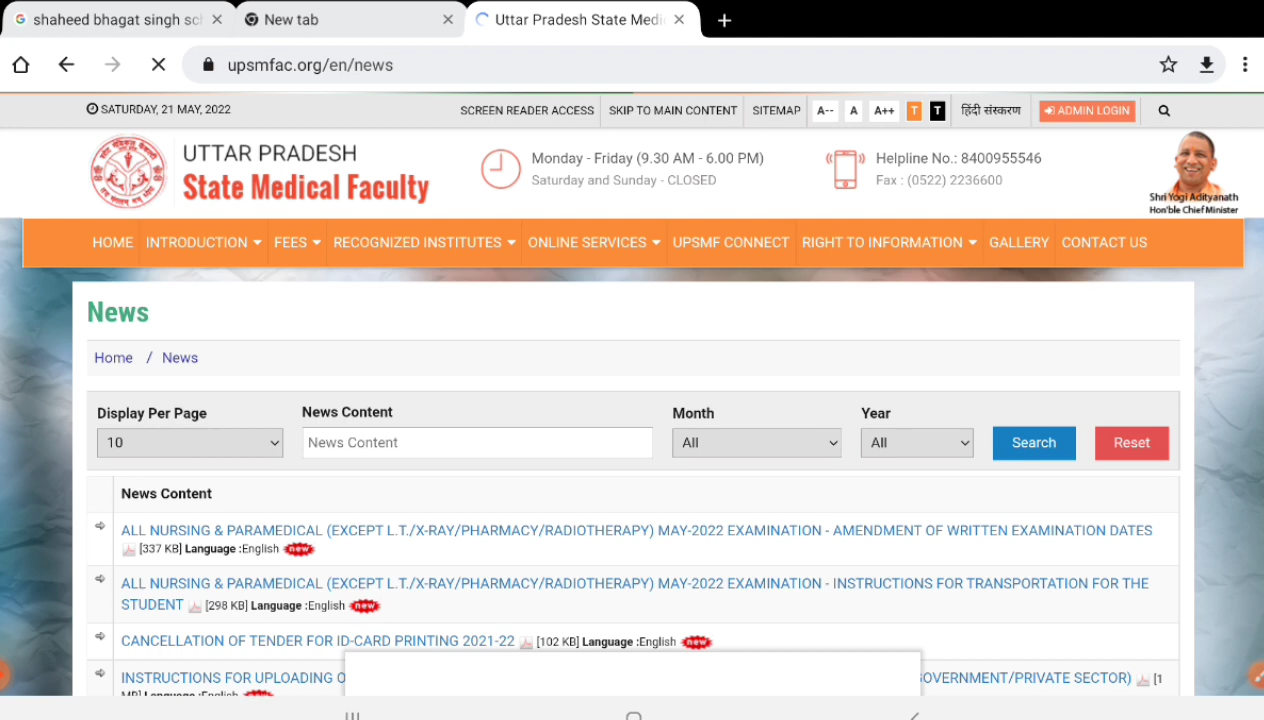 shaheed bhagat singh sc
New tab
Uttar Pradesh State Medi
upsmfac.org/en/news
SATURDAY, 21 MAY, 2022
SCREEN READER ACCESS
SKIP TO MAIN CONTENT
SITEMAP
A--
A
A++
T
T
हिंदी संस्करण
ADMIN LOGIN
UTTAR PRADESH
State Medical Faculty
Monday - Friday (9.30 AM - 6.00 PM)
Saturday and Sunday - CLOSED
Helpline No.: 8400955546
Fax : (0522) 2236600
Shri Yogi Adityanath
Hon'ble Chief Minister
HOME
INTRODUCTION
FEES
RECOGNIZED INSTITUTES
ONLINE SERVICES
UPSMF CONNECT
RIGHT TO INFORMATION
GALLERY
CONTACT US
News
Home / News
Display Per Page
News Content
Month
Year
10
News Content
All
All
Search
Reset
News Content
ALL NURSING & PARAMEDICAL (EXCEPT L.T./X-RAY/PHARMACY/RADIOTHERAPY) MAY-2022 EXAMINATION - AMENDMENT OF WRITTEN EXAMINATION DATES
[337 KB] Language :English new
ALL NURSING & PARAMEDICAL (EXCEPT L.T./X-RAY/PHARMACY/RADIOTHERAPY) MAY-2022 EXAMINATION - INSTRUCTIONS FOR TRANSPORTATION FOR THE
STUDENT [298 KB] Language :English new
CANCELLATION OF TENDER FOR ID-CARD PRINTING 2021-22 [102 KB] Language :English new
INSTRUCTIONS FOR UPLOADING OVERNMENT/PRIVATE SECTOR) [1
MB] Language :English